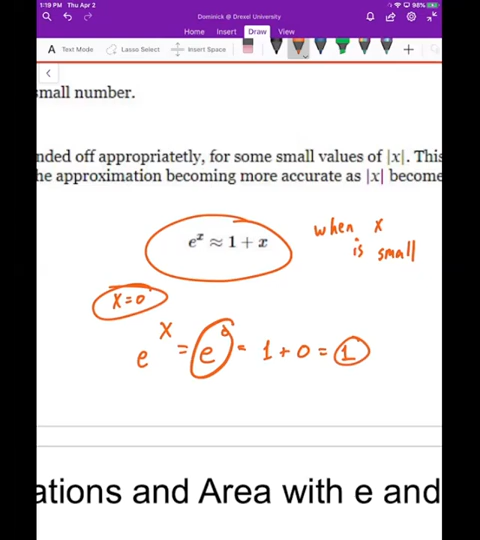 1:19 PM Thu Apr 2
98%
Dominick @ Drexel University
Home Insert Draw View
Text Mode Lasso Select Insert Space
small number.
nded off appropriatetly, for some small values of |x|. This
he approximation becoming more accurate as |x| become
e^x ≈ 1 + x
when x
is small
x=0
e^x = e^0 = 1 + 0 = 1
ations and Area with e and